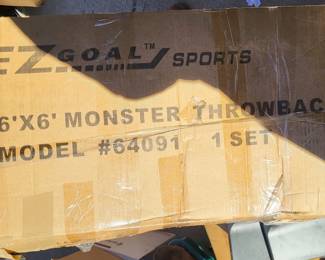 EZGOAL™ SPORTS
6'X6' MONSTER THROWBAC
MODEL #64091 1 SET